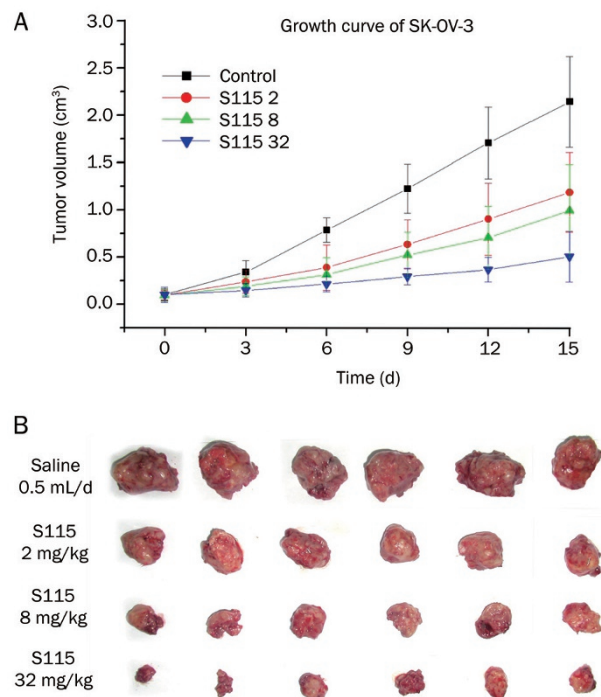 A
Growth curve of SK-OV-3
Control
S115 2
S115 8
S115 32
Tumor volume (cm³)
3.0
2.5
2.0
1.5
1.0
0.5
0.0
0 3 6 9 12 15
Time (d)
B
Saline
0.5 mL/d
S115
2 mg/kg
S115
8 mg/kg
S115
32 mg/kg